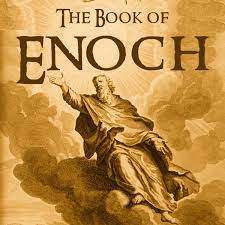 THE BOOK OF
ENOCH